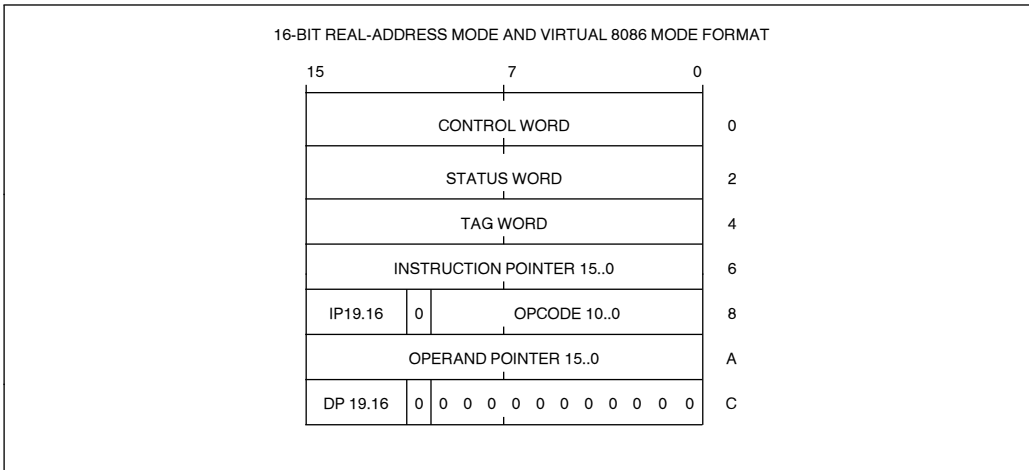 16-BIT REAL-ADDRESS MODE AND VIRTUAL 8086 MODE FORMAT
15 7 0
CONTROL WORD 0
STATUS WORD 2
TAG WORD 4
INSTRUCTION POINTER 15..0 6
IP19.16 0 OPCODE 10..0 8
OPERAND POINTER 15..0 A
DP 19.16 0 0 0 0 0 0 0 0 0 0 0 0 C